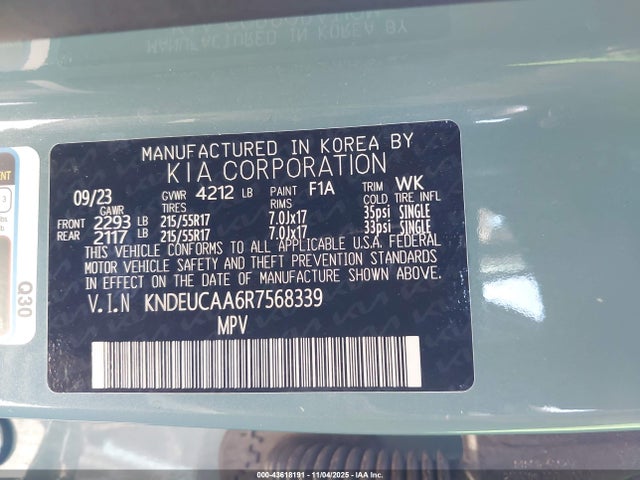 MANUFACTURED IN KOREA BY
KIA CORPORATION
09/23 GVWR 4212 LB PAINT F1A TRIM WK
GAWR TIRES RIMS COLD TIRE INFL
FRONT 2293 LB 215/55R17 7.0Jx17 35psi SINGLE
REAR 2117 LB 215/55R17 7.0Jx17 33psi SINGLE
THIS VEHICLE CONFORMS TO ALL APPLICABLE U.S.A. FEDERAL
MOTOR VEHICLE SAFETY AND THEFT PREVENTION STANDARDS
IN EFFECT ON THE DATE OF MANUFACTURE SHOWN ABOVE.
V.I.N KNDEUCAA6R7568339
MPV
Q30
000-43618191 - 11/04/2025 - IAA Inc.